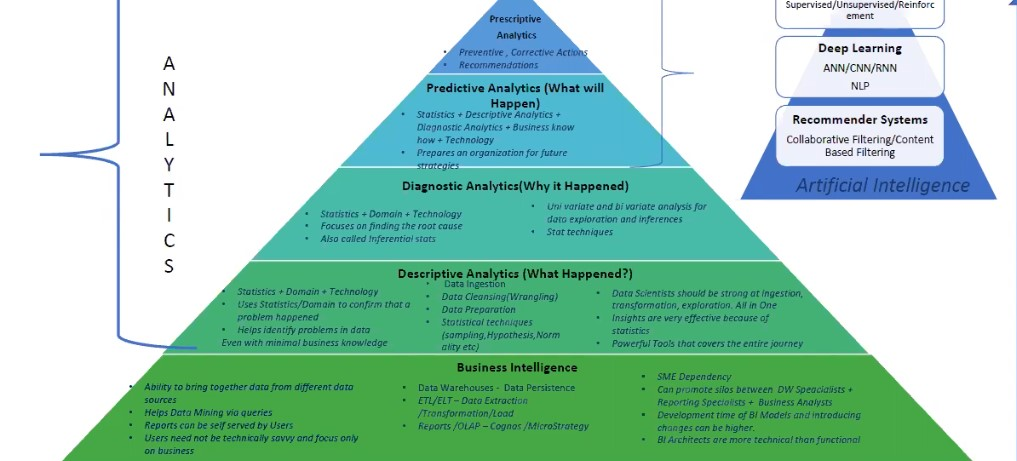 Prescriptive
Analytics
• Preventive , Corrective Actions
• Recommendations
Predictive Analytics (What will
Happen)
• Statistics + Descriptive Analytics +
Diagnostic Analytics + Business know
how + Technology
• Prepares an organization for future
strategies
Diagnostic Analytics(Why it Happened)
• Statistics + Domain + Technology
• Focuses on finding the root cause
• Also called Inferential stats
• Uni variate and bi variate analysis for
data exploration and inferences
• Stat techniques
Descriptive Analytics (What Happened?)
• Statistics + Domain + Technology
• Uses Statistics/Domain to confirm that a
problem happened
• Helps identify problems in data
Even with minimal business knowledge
• Data Ingestion
• Data Cleansing(Wrangling)
• Data Preparation
• Statistical techniques
(sampling,Hypothesis,Norm
ality etc)
• Data Scientists should be strong at Ingestion,
transformation, exploration. All in One
• Insights are very effective because of
statistics
• Powerful Tools that covers the entire journey
Business Intelligence
• Ability to bring together data from different data
sources
• Helps Data Mining via queries
• Reports can be self served by Users
• Users need not be technically savvy and focus only
on business
• Data Warehouses - Data Persistence
• ETL/ELT – Data Extraction
/Transformation/Load
• Reports /OLAP – Cognos /MicroStrategy
• SME Dependency
• Can promote silos between DW Speacialists +
Reporting Specialists + Business Analysts
• Development time of BI Models and introducing
changes can be higher.
• BI Architects are more technical than functional
A
N
A
L
Y
T
I
C
S
Supervised/Unsupervised/Reinforc
ement
Deep Learning
ANN/CNN/RNN
NLP
Recommender Systems
Collaborative Filtering/Content
Based Filtering
Artificial Intelligence